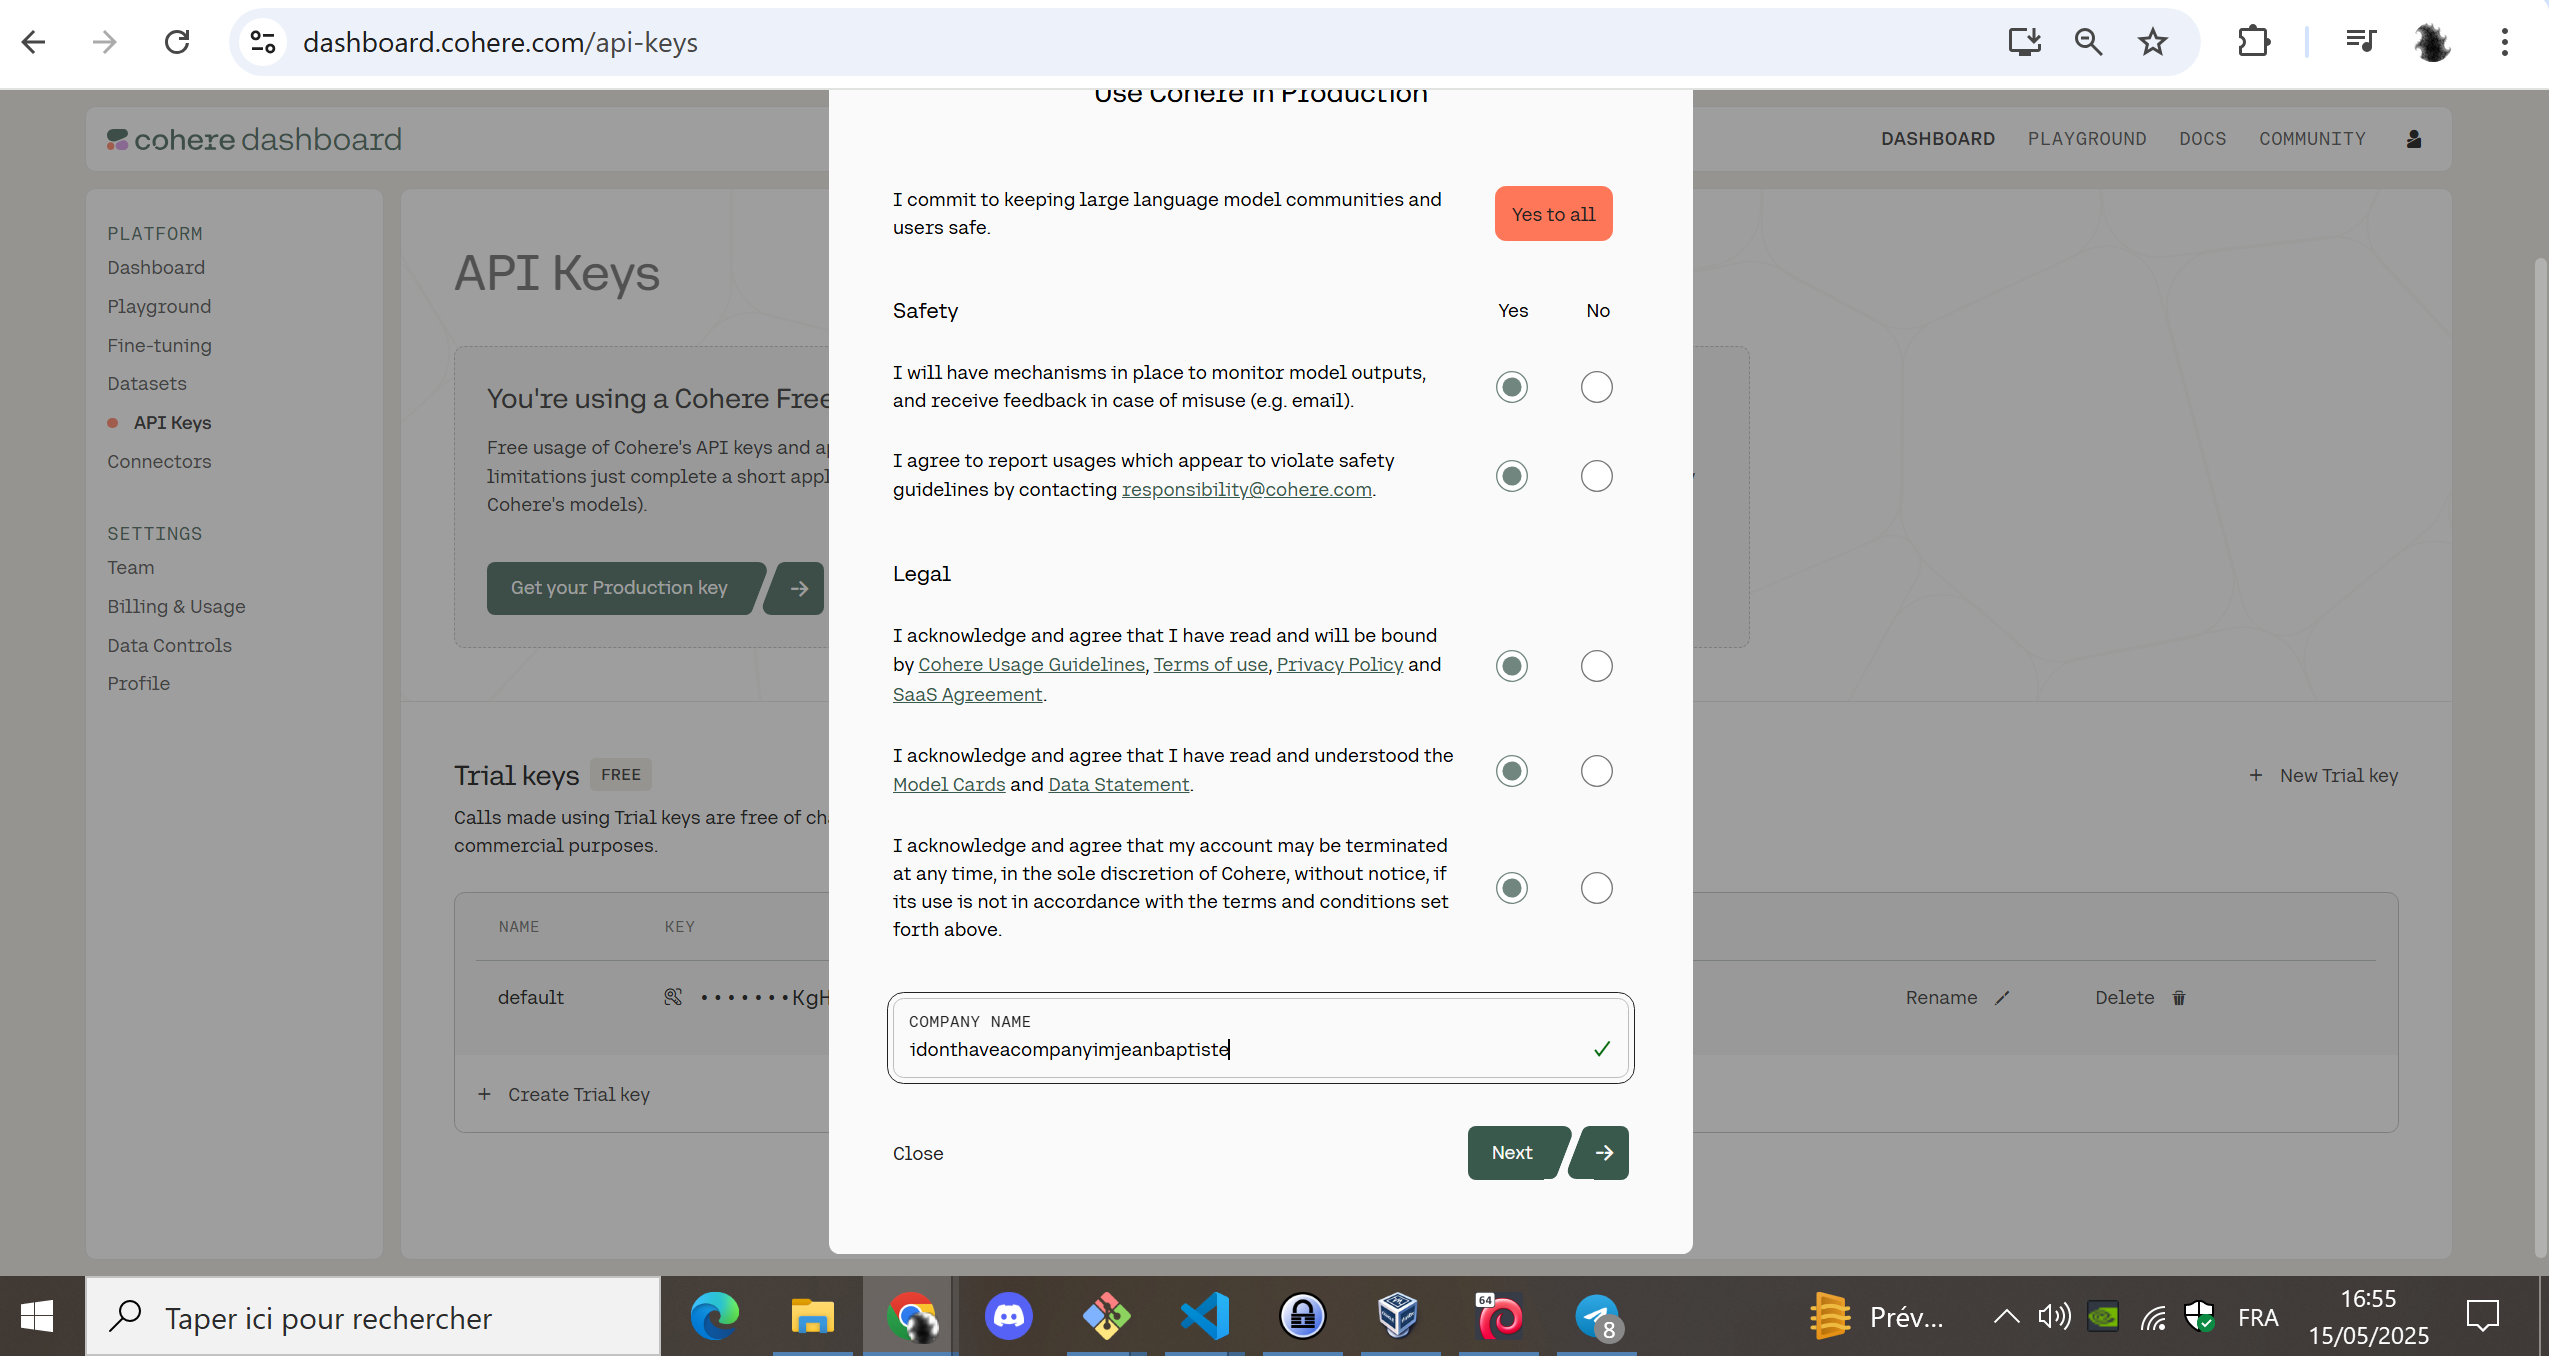 dashboard.cohere.com/api-keys
Use Cohere in Production
cohere dashboard
DASHBOARD
PLAYGROUND
DOCS
COMMUNITY
PLATFORM
Dashboard
Playground
Fine-tuning
Datasets
API Keys
Connectors
SETTINGS
Team
Billing & Usage
Data Controls
Profile
API Keys
You're using a Cohere Free
Free usage of Cohere's API keys and ap
limitations just complete a short appl
Cohere's models).
Get your Production key
Trial keys FREE
New Trial key
Calls made using Trial keys are free of cha
commercial purposes.
NAME KEY
default •••••••KgH
Rename
Delete
+ Create Trial key
I commit to keeping large language model communities and
users safe.
Yes to all
Safety Yes No
I will have mechanisms in place to monitor model outputs,
and receive feedback in case of misuse (e.g. email).
I agree to report usages which appear to violate safety
guidelines by contacting responsibility@cohere.com.
Legal
I acknowledge and agree that I have read and will be bound
by Cohere Usage Guidelines, Terms of use, Privacy Policy and
SaaS Agreement.
I acknowledge and agree that I have read and understood the
Model Cards and Data Statement.
I acknowledge and agree that my account may be terminated
at any time, in the sole discretion of Cohere, without notice, if
its use is not in accordance with the terms and conditions set
forth above.
COMPANY NAME
idonthaveacompanyimjeanbaptiste
Close
Next
Taper ici pour rechercher
64
8
Prév...
FRA
16:55
15/05/2025